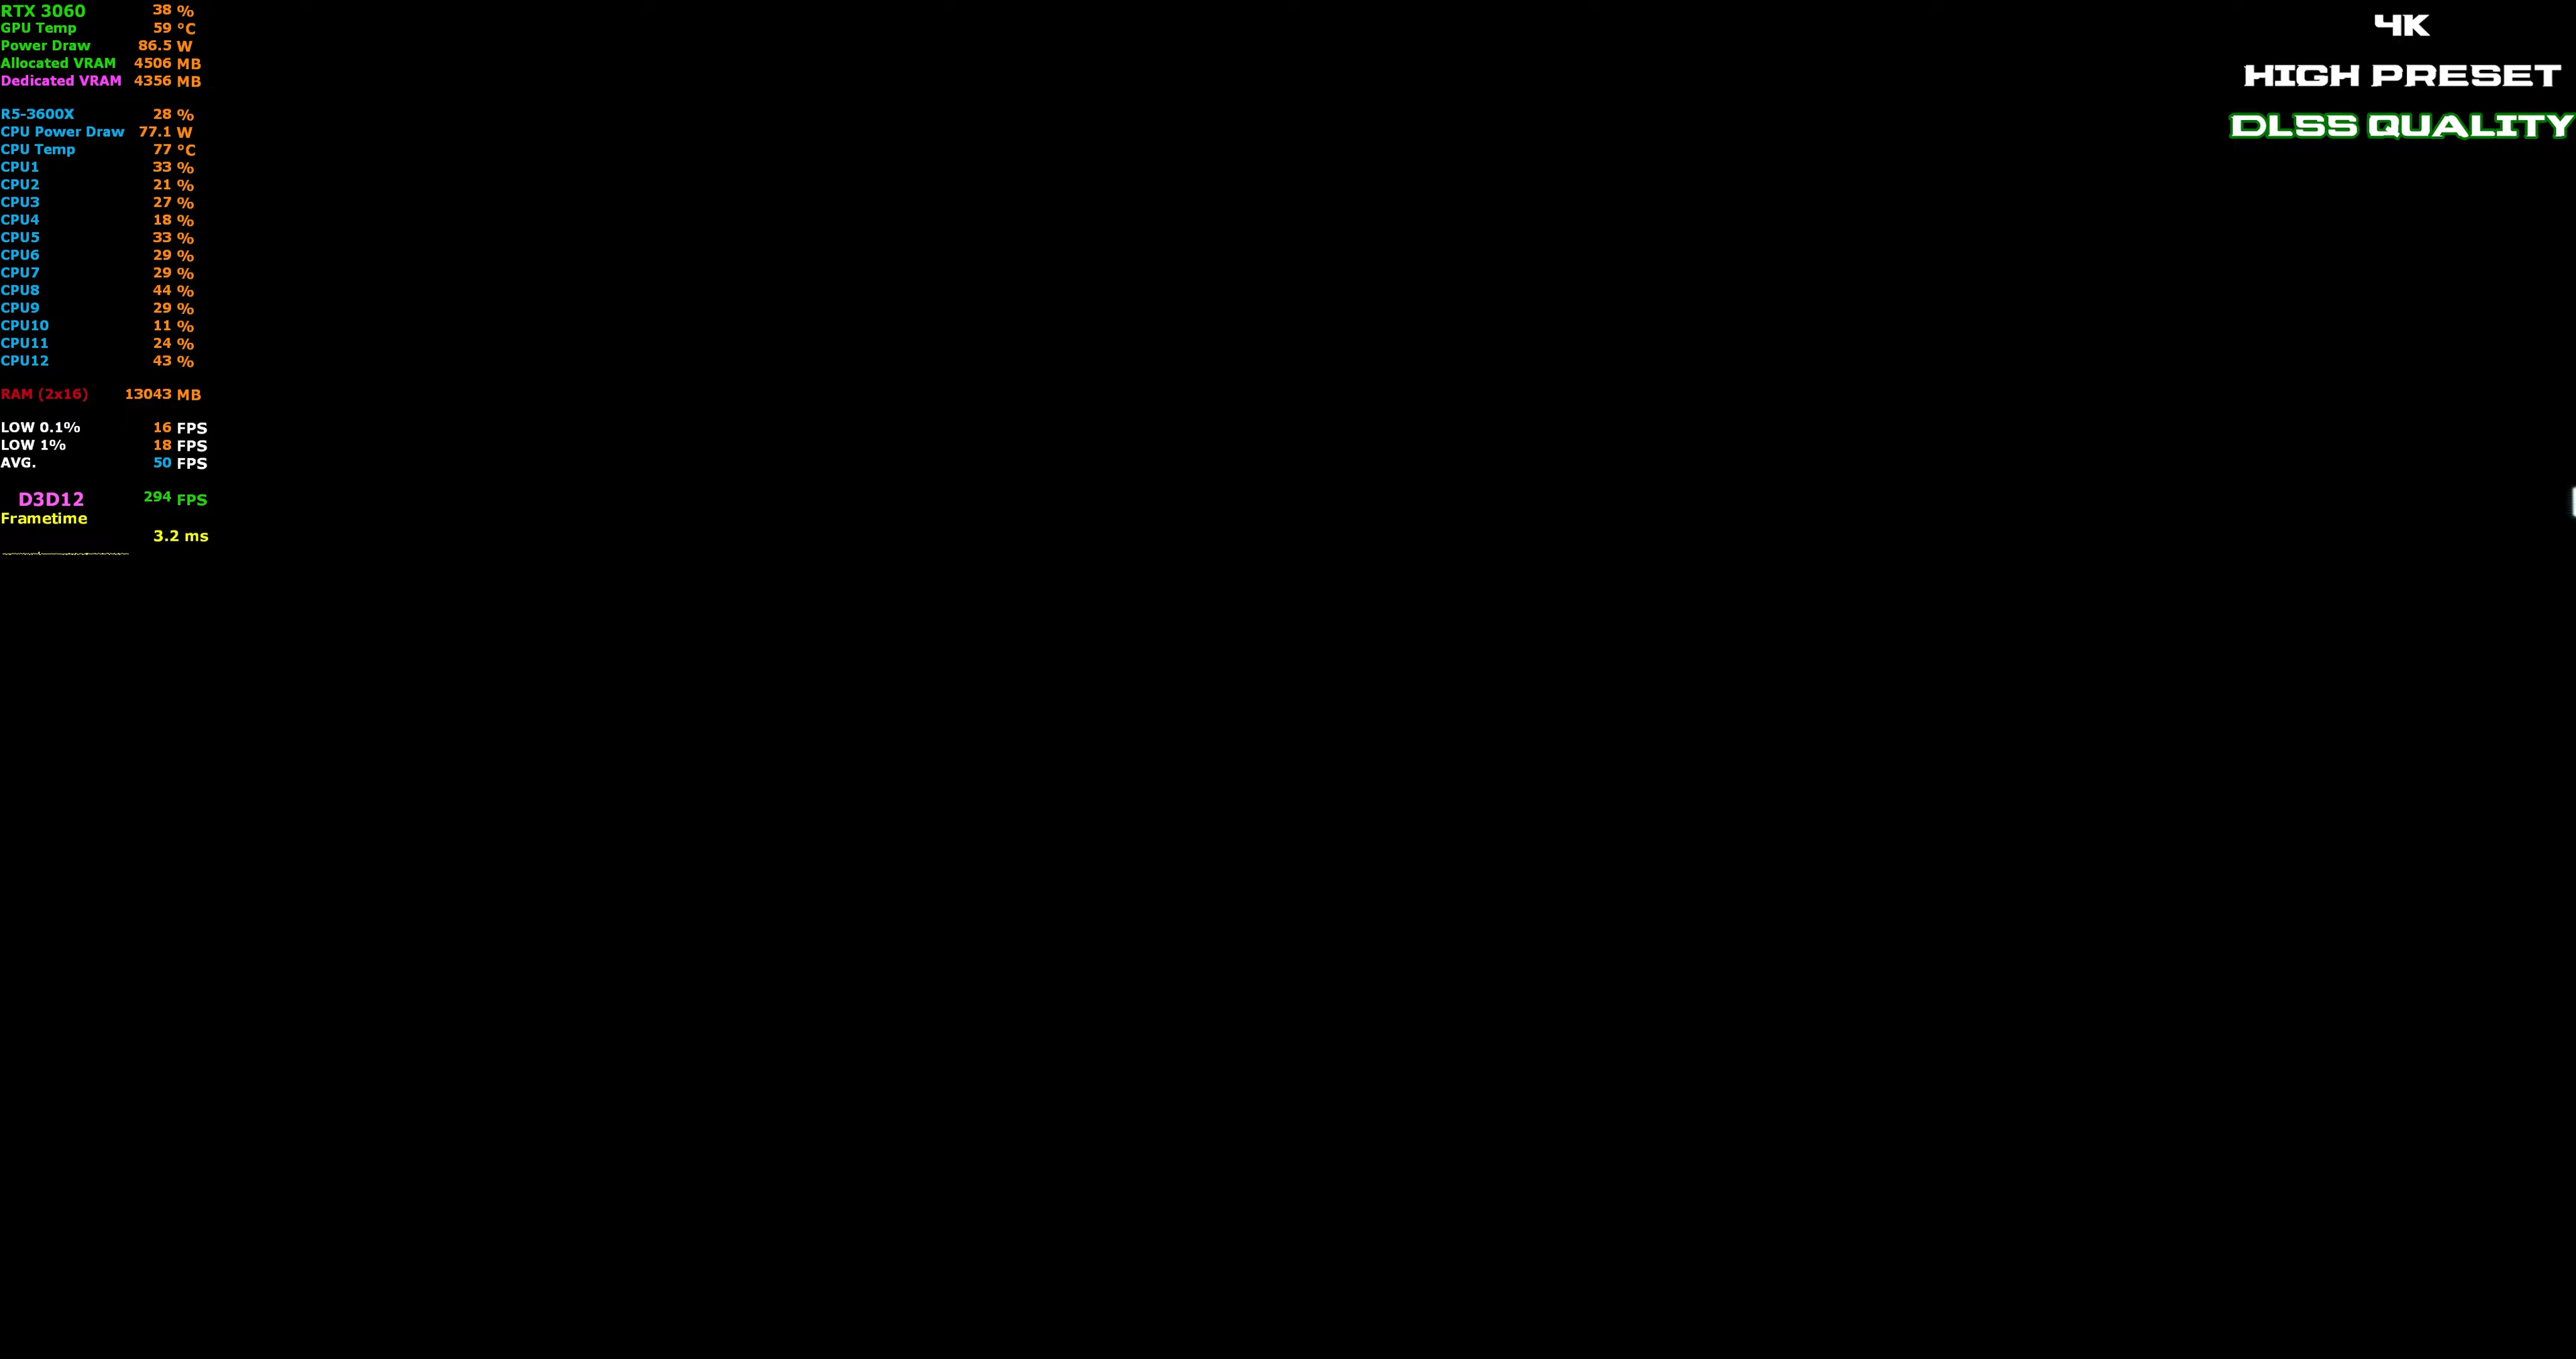 RTX 3060 38 %
GPU Temp 59 °C
Power Draw 86.5 W
Allocated VRAM 4506 MB
Dedicated VRAM 4356 MB
R5-3600X 28 %
CPU Power Draw 77.1 W
CPU Temp 77 °C
CPU1 33 %
CPU2 21 %
CPU3 27 %
CPU4 18 %
CPU5 33 %
CPU6 29 %
CPU7 29 %
CPU8 44 %
CPU9 29 %
CPU10 11 %
CPU11 24 %
CPU12 43 %
RAM (2x16) 13043 MB
LOW 0.1% 16 FPS
LOW 1% 18 FPS
AVG. 50 FPS
D3D12 294 FPS
Frametime
3.2 ms
4K
HIGH PRESET
DLSS QUALITY